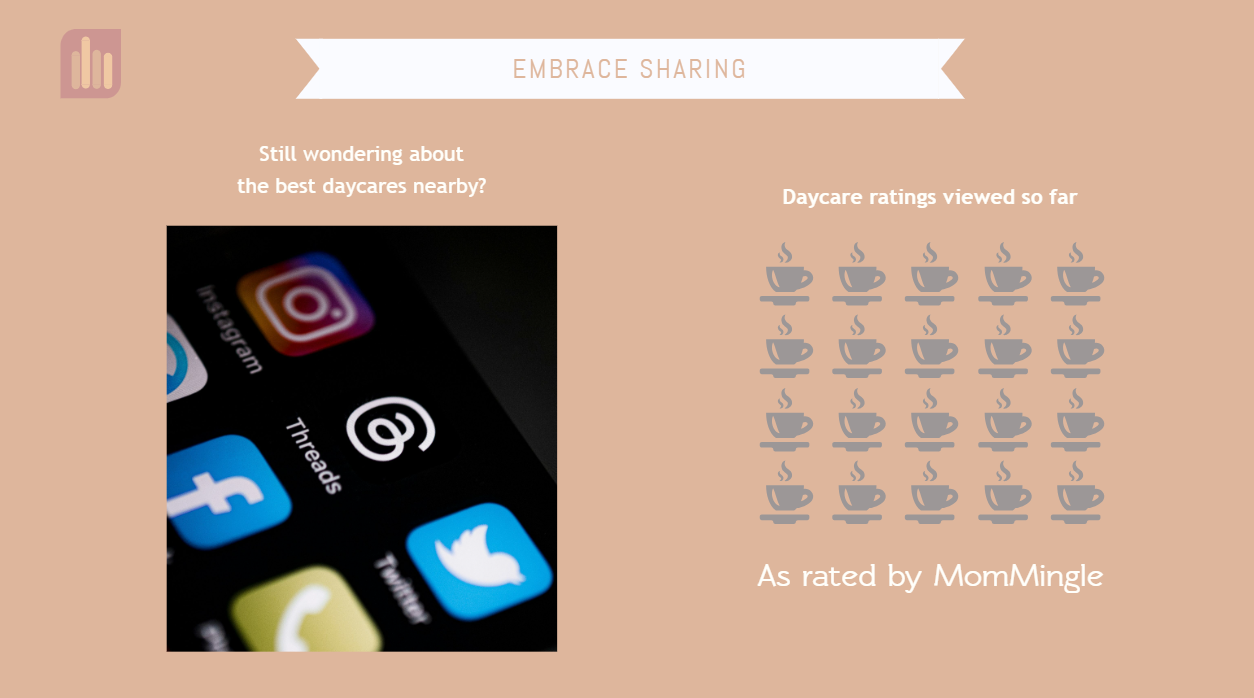 EMBRACE SHARING
Still wondering about
the best daycares nearby?
Daycare ratings viewed so far
Instagram
Threads
Twitter
As rated by MomMingle